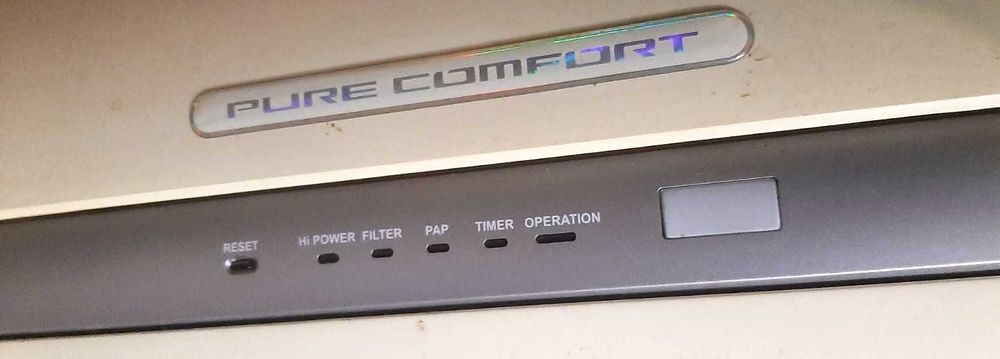 PURE COMFORT
RESET Hi POWER FILTER PAP TIMER OPERATION